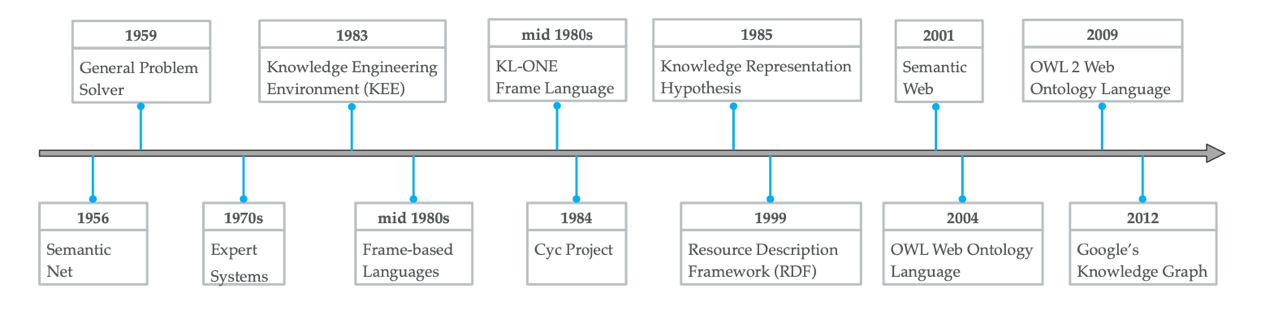 1959
General Problem
Solver
1983
Knowledge Engineering
Environment (KEE)
mid 1980s
KL-ONE
Frame Language
1985
Knowledge Representation
Hypothesis
2001
Semantic
Web
2009
OWL 2 Web
Ontology Language
1956
Semantic
Net
1970s
Expert
Systems
mid 1980s
Frame-based
Languages
1984
Cyc Project
1999
Resource Description
Framework (RDF)
2004
OWL Web Ontology
Language
2012
Google’s
Knowledge Graph